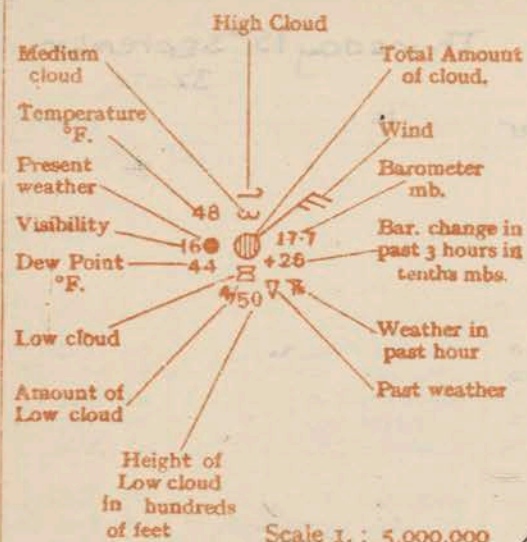 High Cloud
Medium
cloud
Total Amount
of cloud.
Temperature
°F.
Wind
Present
weather
Barometer
mb.
48
Visibility
16
17·7
Bar. change in
past 3 hours in
tenths mbs.
Dew Point
°F.
44
+28
Low cloud
50
Weather in
past hour
Amount of
Low cloud
Past weather
Height of
Low cloud
in hundreds
of feet
Scale 1. : 5,000,000